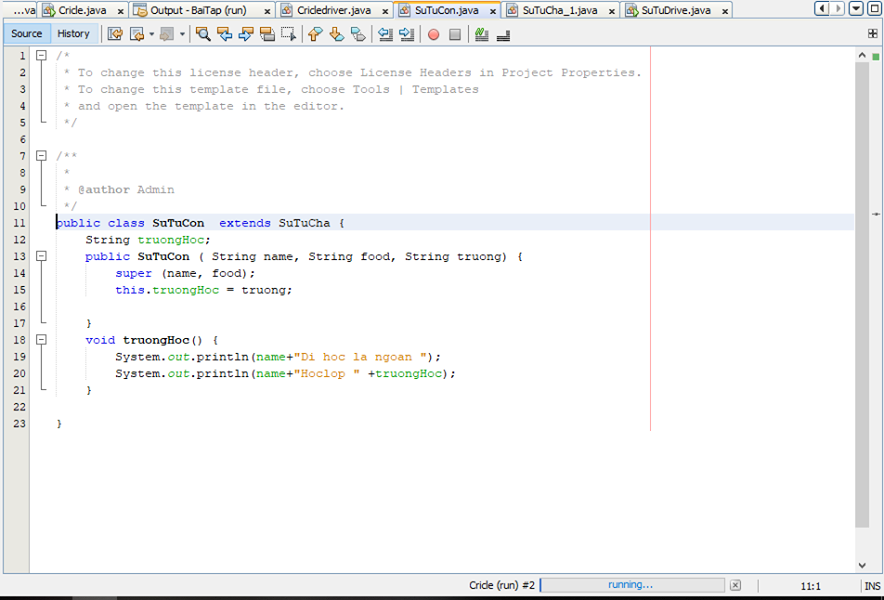 ...va Cricle.java Output - BaiTap (run) Cricledriver.java SuTuCon.java SuTuCha_1.java SuTuDrive.java
Source History
1 /*
2 * To change this license header, choose License Headers in Project Properties.
3 * To change this template file, choose Tools | Templates
4 * and open the template in the editor.
5 */
6
7 /**
8 *
9 * @author Admin
10 */
11 public class SuTuCon  extends SuTuCha {
12 String truongHoc;
13 public SuTuCon ( String name, String food, String truong) {
14 super (name, food);
15 this.truongHoc = truong;
16
17 }
18 void truongHoc() {
19 System.out.println(name+"Di hoc la ngoan ");
20 System.out.println(name+"Hoclop " +truongHoc);
21 }
22
23 }
Cricle (run) #2 running... 11:1 INS